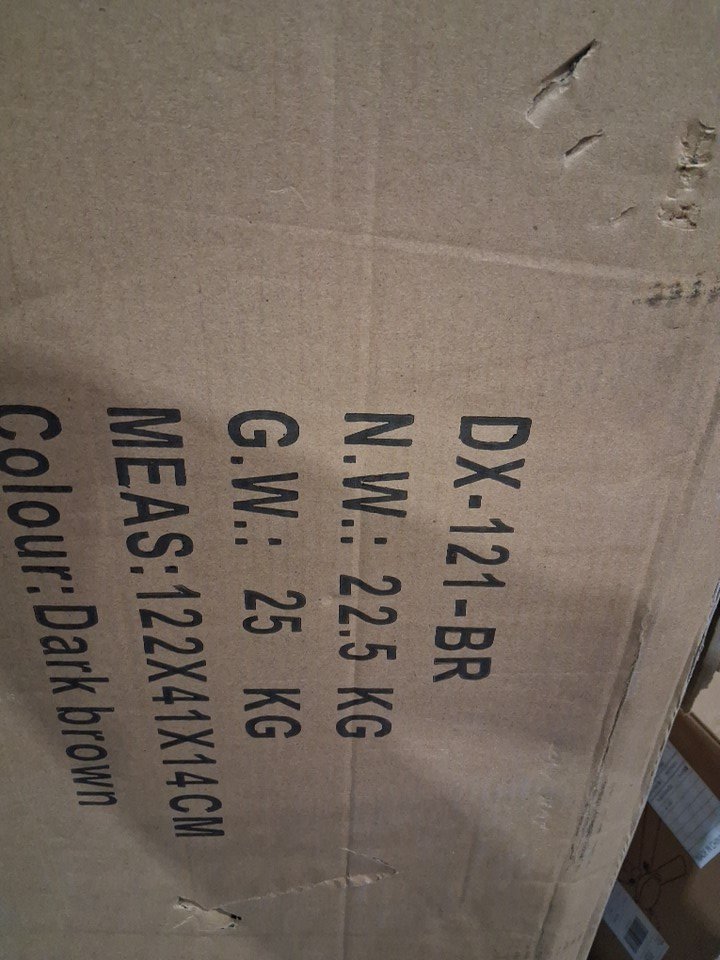 DX-121-BR
N.W.: 22.5 KG
G.W.: 25 KG
MEAS:122X41X14CM
Colour:Dark brown